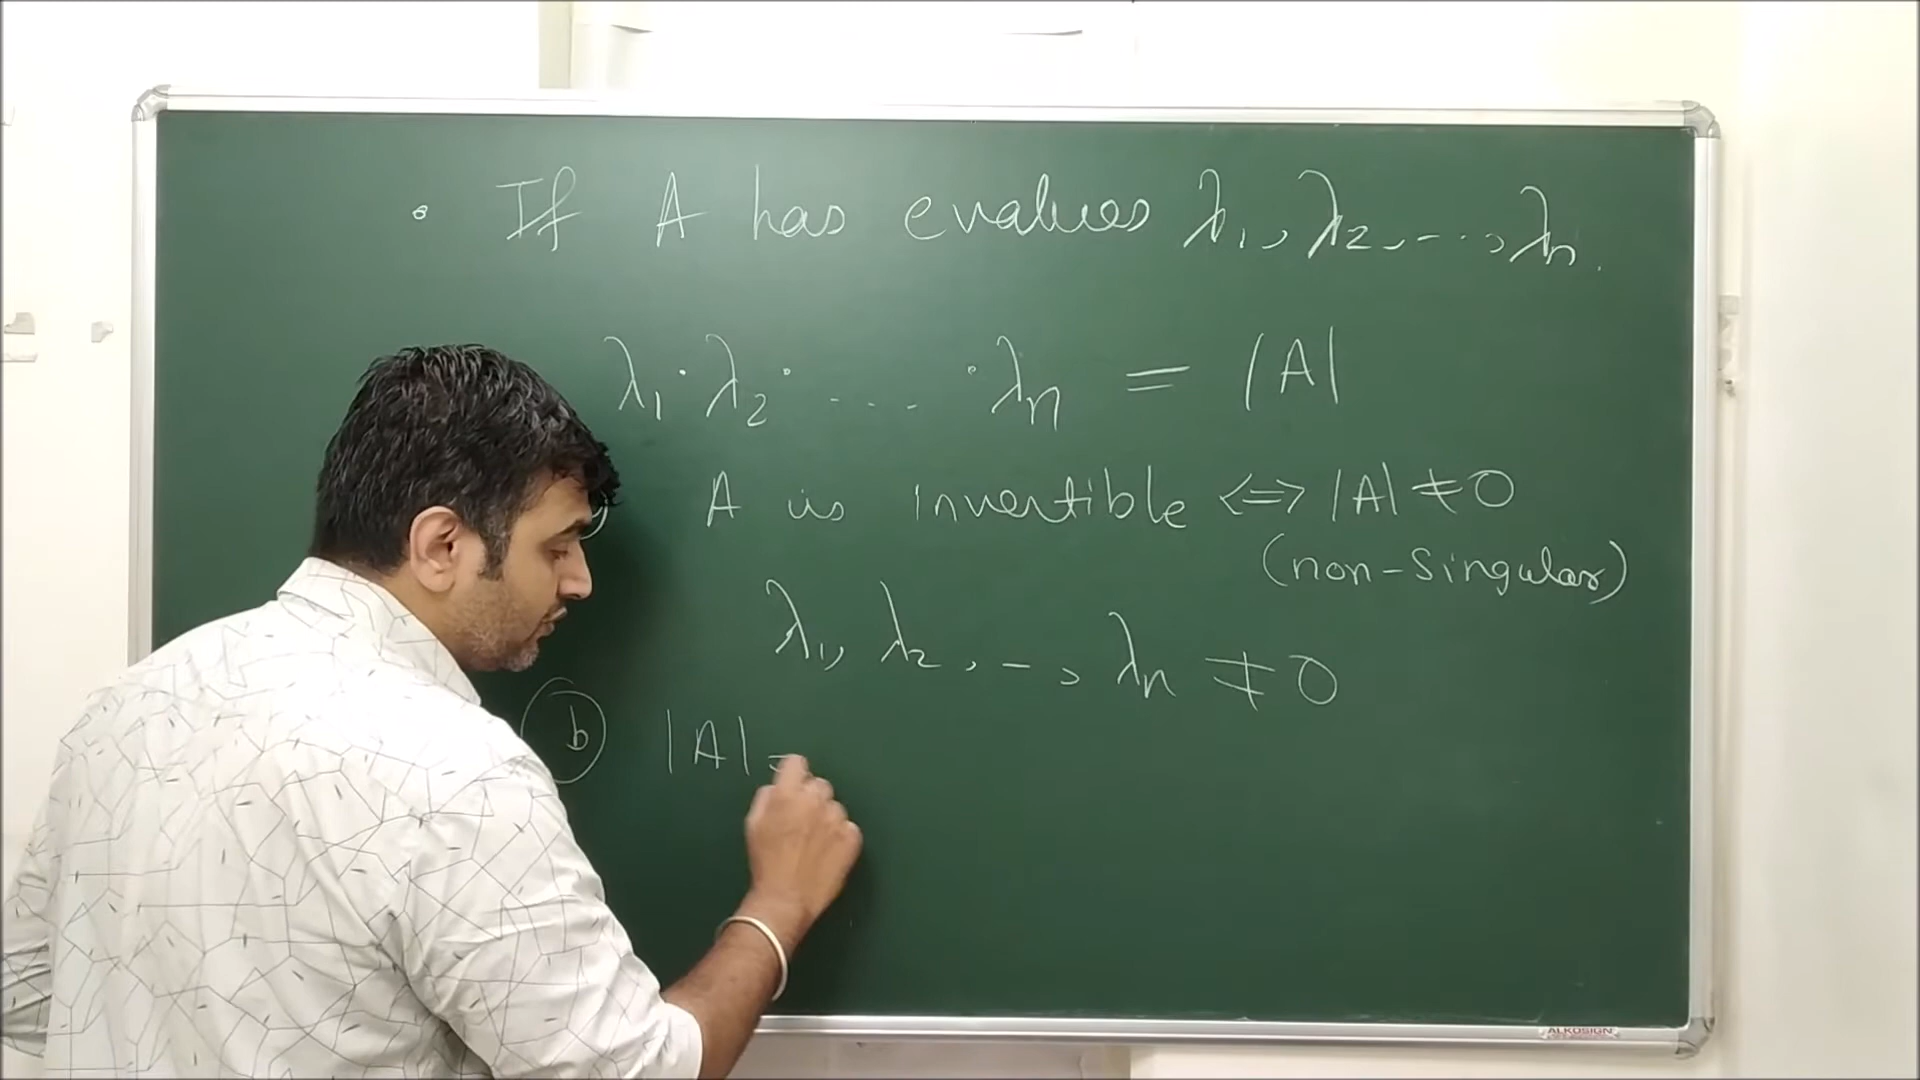 • If A has evalues λ₁, λ₂, - - ., λn.
λ₁ · λ₂ · . . . . · λn = |A|
) A is invertible <=> |A| ≠ 0
(non-Singular)
λ₁, λ₂, -, λn ≠ 0
b |A| =
ALKOSIGN